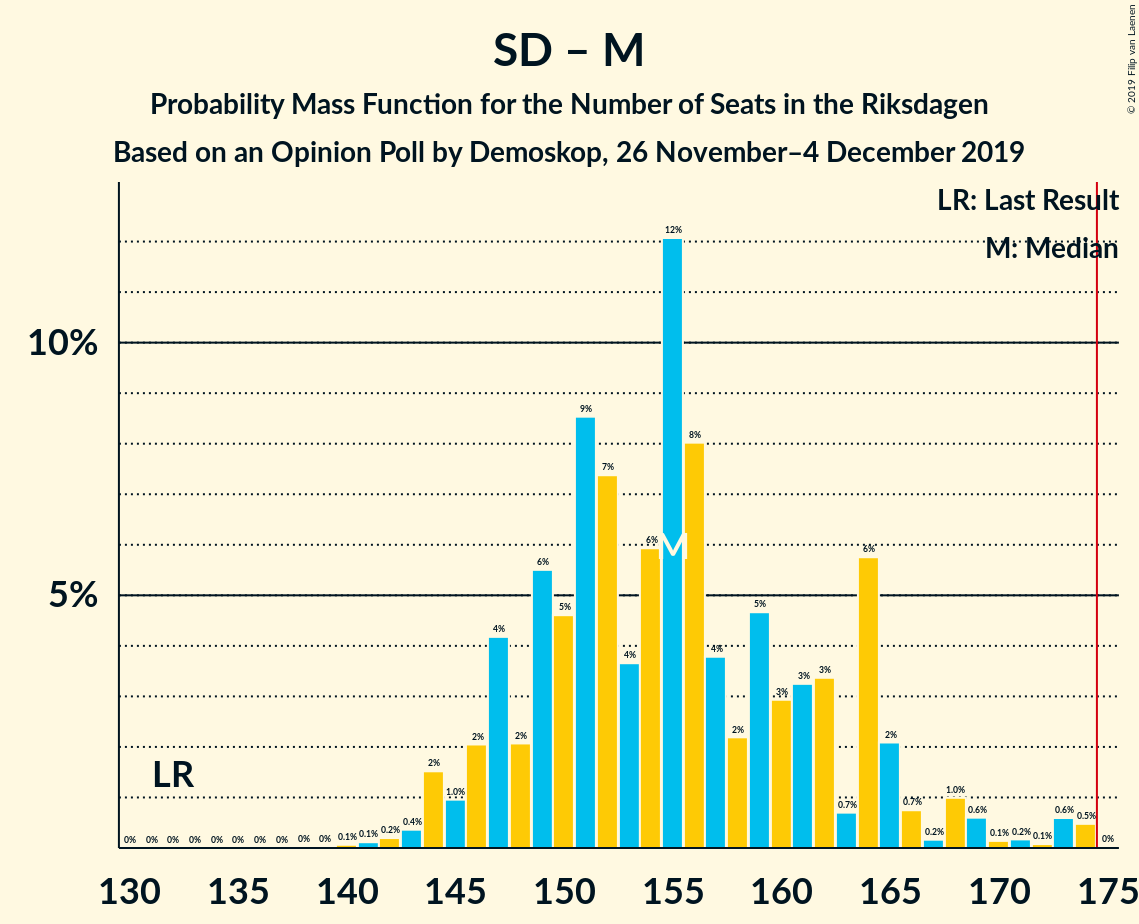 SD – M
Probability Mass Function for the Number of Seats in the Riksdagen
Based on an Opinion Poll by Demoskop, 26 November–4 December 2019
© 2019 Filip van Laenen
LR: Last Result
M: Median
10%
5%
LR
M
0% 0% 0% 0% 0% 0% 0% 0% 0% 0% 0.1% 0.1% 0.2% 0.4% 2% 1.0% 2% 4% 2% 6% 5% 9% 7% 4% 6% 12% 8% 4% 2% 5% 3% 3% 3% 0.7% 6% 2% 0.7% 0.2% 1.0% 0.6% 0.1% 0.2% 0.1% 0.6% 0.5% 0%
130 135 140 145 150 155 160 165 170 175